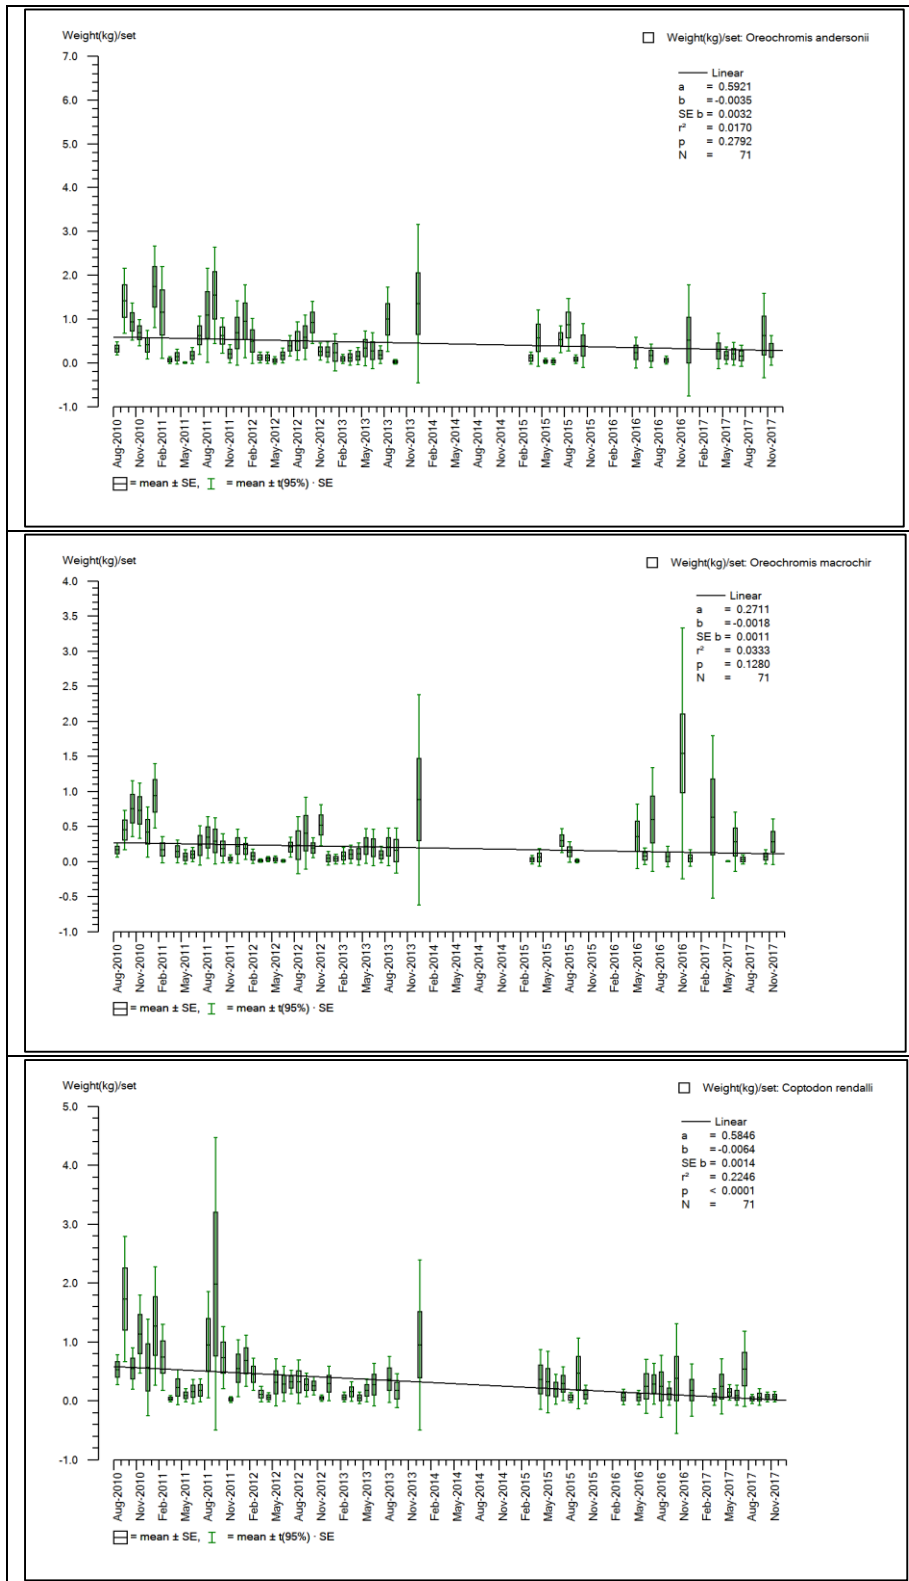 Weight(kg)/set
Weight(kg)/set: Oreochromis andersonii
7.0
6.0
5.0
4.0
3.0
2.0
1.0
0.0
-1.0
Linear
a = 0.5921
b =-0.0035
SE b = 0.0032
r² = 0.0170
p = 0.2792
N = 71
Aug-2010
Nov-2010
Feb-2011
May-2011
Aug-2011
Nov-2011
Feb-2012
May-2012
Aug-2012
Nov-2012
Feb-2013
May-2013
Aug-2013
Nov-2013
Feb-2014
May-2014
Aug-2014
Nov-2014
Feb-2015
May-2015
Aug-2015
Nov-2015
Feb-2016
May-2016
Aug-2016
Nov-2016
Feb-2017
May-2017
Aug-2017
Nov-2017
= mean ± SE, = mean ± t(95%) · SE
Weight(kg)/set
Weight(kg)/set: Oreochromis macrochir
4.0
3.5
3.0
2.5
2.0
1.5
1.0
0.5
0.0
-0.5
-1.0
Linear
a = 0.2711
b =-0.0018
SE b = 0.0011
r² = 0.0333
p = 0.1280
N = 71
Aug-2010
Nov-2010
Feb-2011
May-2011
Aug-2011
Nov-2011
Feb-2012
May-2012
Aug-2012
Nov-2012
Feb-2013
May-2013
Aug-2013
Nov-2013
Feb-2014
May-2014
Aug-2014
Nov-2014
Feb-2015
May-2015
Aug-2015
Nov-2015
Feb-2016
May-2016
Aug-2016
Nov-2016
Feb-2017
May-2017
Aug-2017
Nov-2017
= mean ± SE, = mean ± t(95%) · SE
Weight(kg)/set
Weight(kg)/set: Coptodon rendalli
5.0
4.0
3.0
2.0
1.0
0.0
-1.0
Linear
a = 0.5846
b =-0.0064
SE b = 0.0014
r² = 0.2246
p < 0.0001
N = 71
Aug-2010
Nov-2010
Feb-2011
May-2011
Aug-2011
Nov-2011
Feb-2012
May-2012
Aug-2012
Nov-2012
Feb-2013
May-2013
Aug-2013
Nov-2013
Feb-2014
May-2014
Aug-2014
Nov-2014
Feb-2015
May-2015
Aug-2015
Nov-2015
Feb-2016
May-2016
Aug-2016
Nov-2016
Feb-2017
May-2017
Aug-2017
Nov-2017
= mean ± SE, = mean ± t(95%) · SE